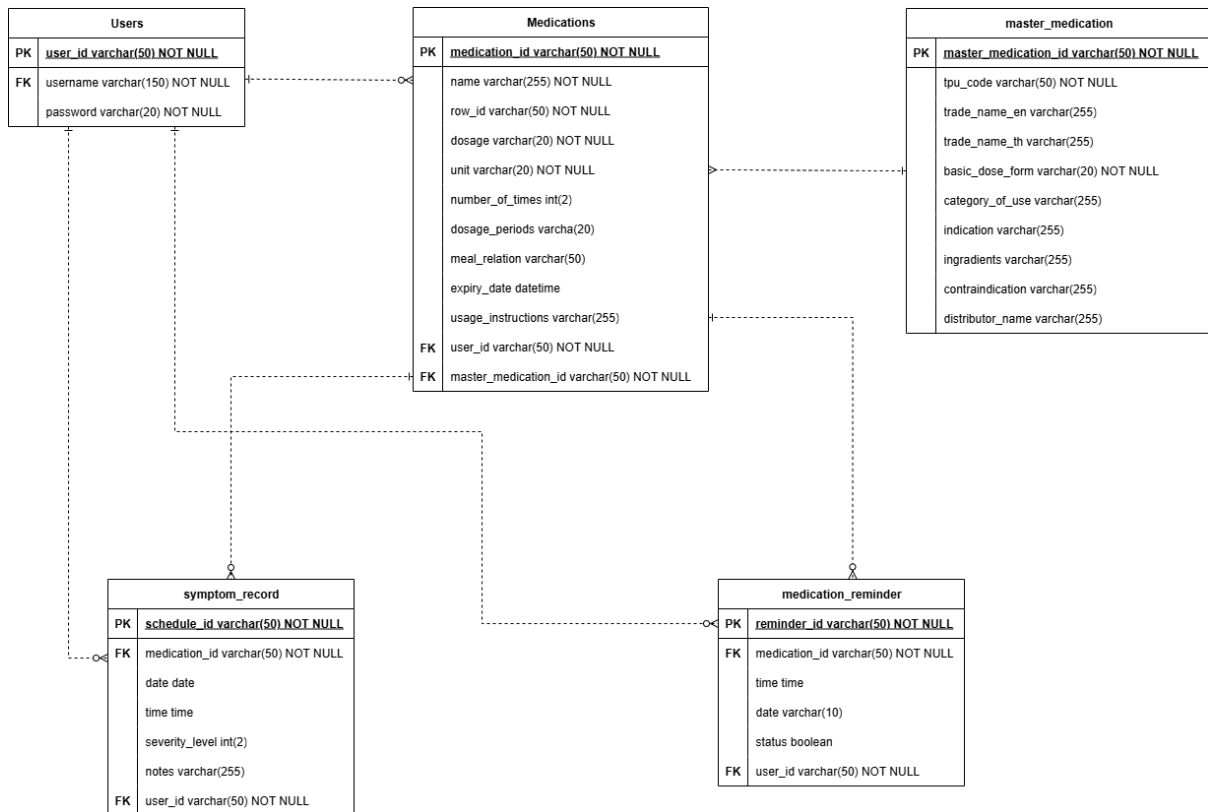 Users
PK user_id varchar(50) NOT NULL
FK username varchar(150) NOT NULL
password varchar(20) NOT NULL
Medications
PK medication_id varchar(50) NOT NULL
name varchar(255) NOT NULL
row_id varchar(50) NOT NULL
dosage varchar(20) NOT NULL
unit varchar(20) NOT NULL
number_of_times int(2)
dosage_periods varcha(20)
meal_relation varchar(50)
expiry_date datetime
usage_instructions varchar(255)
FK user_id varchar(50) NOT NULL
FK master_medication_id varchar(50) NOT NULL
master_medication
PK master_medication_id varchar(50) NOT NULL
tpu_code varchar(50) NOT NULL
trade_name_en varchar(255)
trade_name_th varchar(255)
basic_dose_form varchar(20) NOT NULL
category_of_use varchar(255)
indication varchar(255)
ingradients varchar(255)
contraindication varchar(255)
distributor_name varchar(255)
symptom_record
PK schedule_id varchar(50) NOT NULL
FK medication_id varchar(50) NOT NULL
date date
time time
severity_level int(2)
notes varchar(255)
FK user_id varchar(50) NOT NULL
medication_reminder
PK reminder_id varchar(50) NOT NULL
FK medication_id varchar(50) NOT NULL
time time
date varchar(10)
status boolean
FK user_id varchar(50) NOT NULL